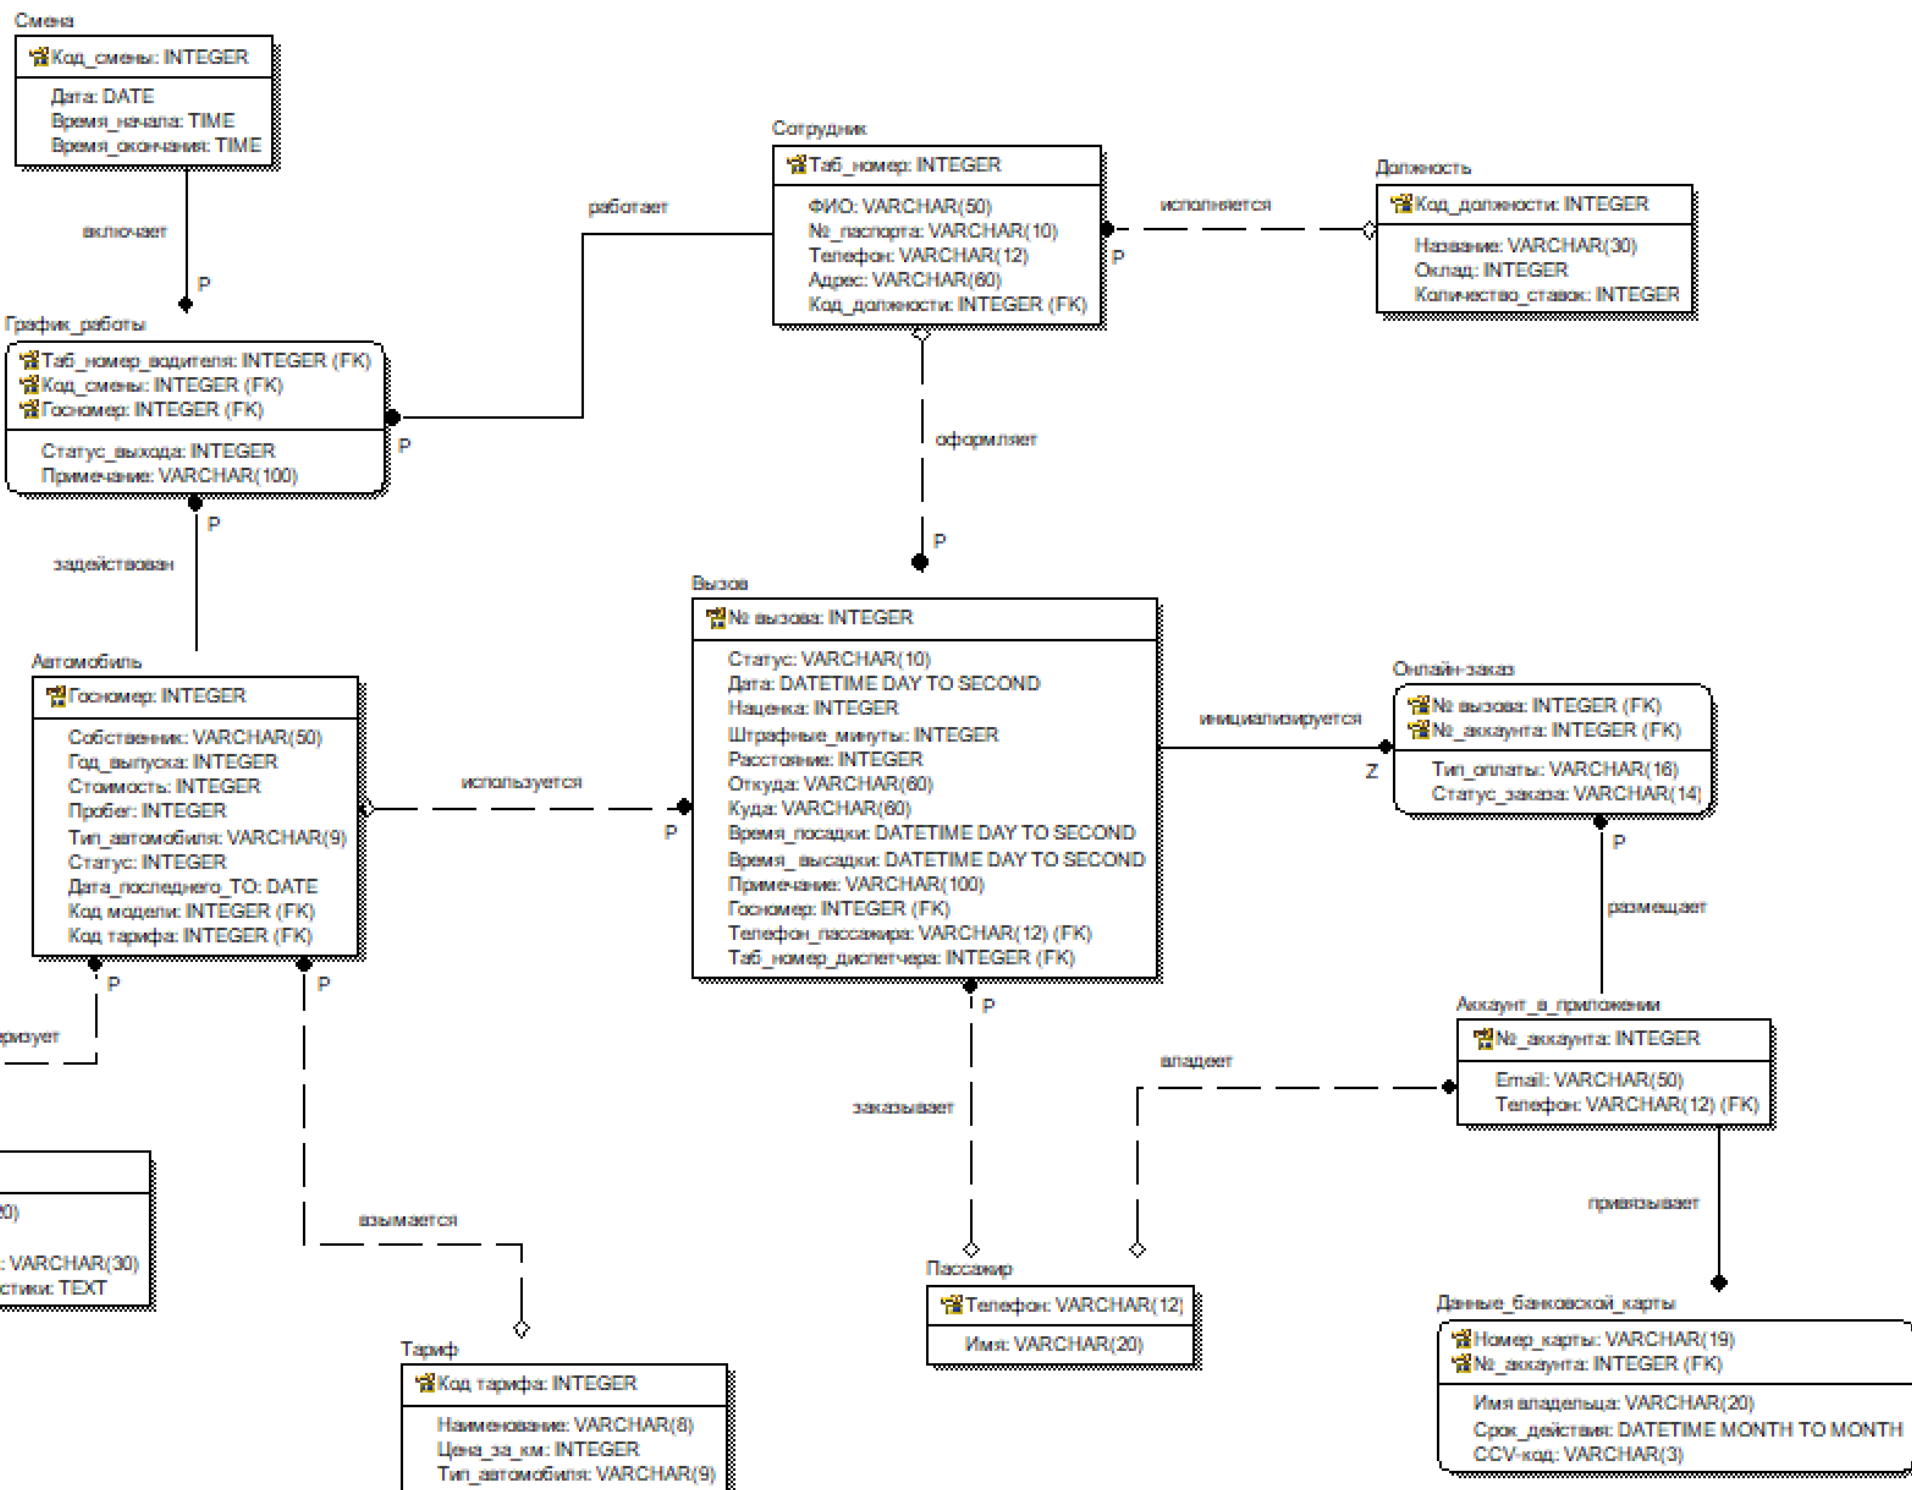 Смена
Код_смены: INTEGER
Дата: DATE
Время_начала: TIME
Время_окончания: TIME
включает
P
График_работы
Таб_номер_водителя: INTEGER (FK)
Код_смены: INTEGER (FK)
Госномер: INTEGER (FK)
Статус_выхода: INTEGER
Примечание: VARCHAR(100)
P
работает
P
задействован
Сотрудник
Таб_номер: INTEGER
ФИО: VARCHAR(50)
№_паспорта: VARCHAR(10)
Телефон: VARCHAR(12)
Адрес: VARCHAR(60)
Код_должности: INTEGER (FK)
исполняется
P
Должность
Код_должности: INTEGER
Название: VARCHAR(30)
Оклад: INTEGER
Количество_ставок: INTEGER
оформляет
P
Автомобиль
Госномер: INTEGER
Собственник: VARCHAR(50)
Год_выпуска: INTEGER
Стоимость: INTEGER
Пробег: INTEGER
Тип_автомобиля: VARCHAR(9)
Статус: INTEGER
Дата_последнего_ТО: DATE
Код модели: INTEGER (FK)
Код тарифа: INTEGER (FK)
P
P
используется
P
Вызов
№ вызова: INTEGER
Статус: VARCHAR(10)
Дата: DATETIME DAY TO SECOND
Наценка: INTEGER
Штрафные_минуты: INTEGER
Расстояние: INTEGER
Откуда: VARCHAR(60)
Куда: VARCHAR(60)
Время_посадки: DATETIME DAY TO SECOND
Время_ высадки: DATETIME DAY TO SECOND
Примечание: VARCHAR(100)
Госномер: INTEGER (FK)
Телефон_пассажира: VARCHAR(12) (FK)
Таб_номер_диспетчера: INTEGER (FK)
P
инициализируется
Z
Онлайн-заказ
№ вызова: INTEGER (FK)
№_аккаунта: INTEGER (FK)
Тип_оплаты: VARCHAR(16)
Статус_заказа: VARCHAR(14)
P
размещает
Аккаунт_в_приложении
№_аккаунта: INTEGER
Email: VARCHAR(50)
Телефон: VARCHAR(12) (FK)
владеет
заказывает
привязывает
еризует
20)
: VARCHAR(30)
стики: TEXT
взымается
Пассажир
Телефон: VARCHAR(12)
Имя: VARCHAR(20)
Тариф
Код тарифа: INTEGER
Наименование: VARCHAR(8)
Цена_за_км: INTEGER
Тип_автомобиля: VARCHAR(9)
Данные_банковской_карты
Номер_карты: VARCHAR(19)
№_аккаунта: INTEGER (FK)
Имя владельца: VARCHAR(20)
Срок_действия: DATETIME MONTH TO MONTH
CCV-код: VARCHAR(3)